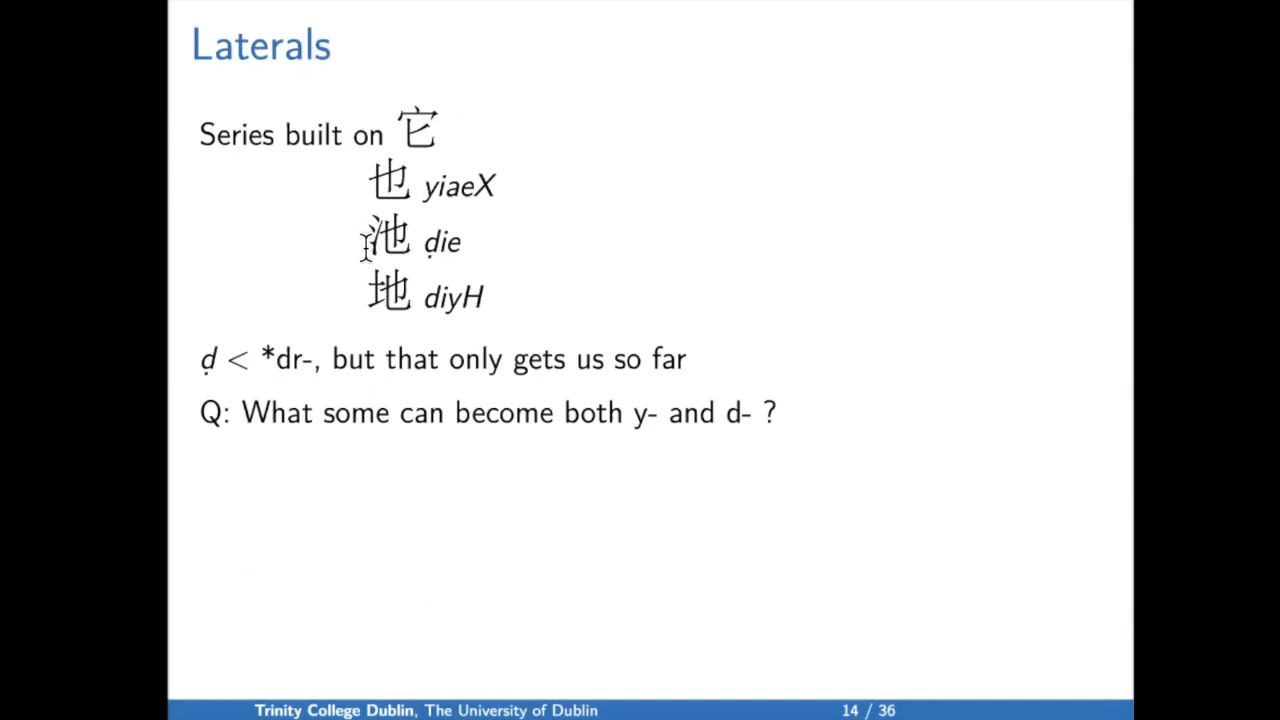 Laterals
Series built on 它
也 yiaeX
池 ḍie
地 diyH
ḍ < *dr-, but that only gets us so far
Q: What some can become both y- and d- ?
Trinity College Dublin, The University of Dublin 14 / 36